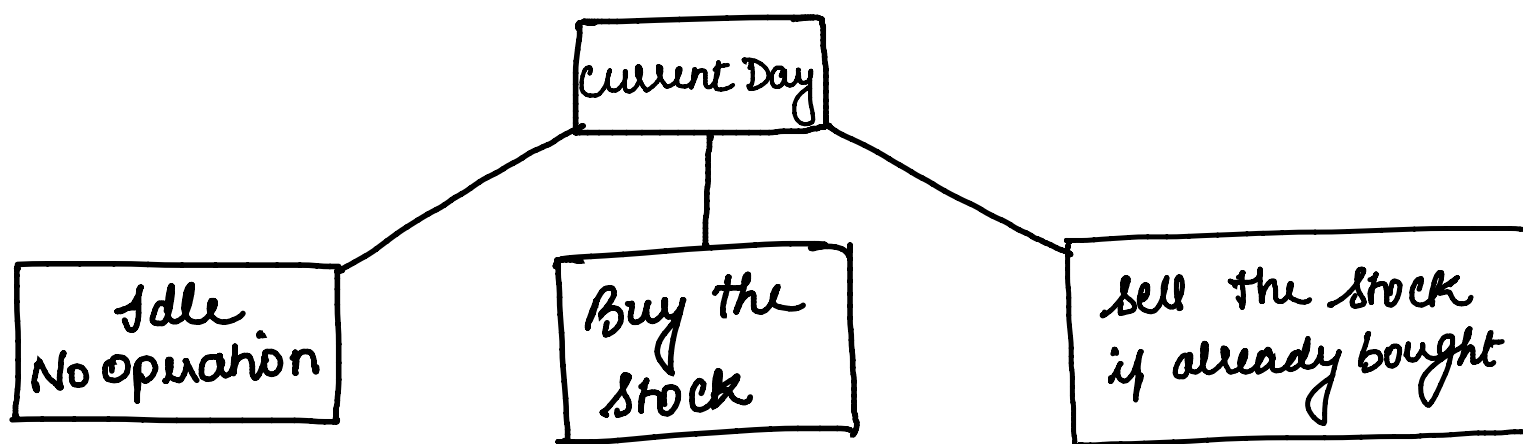 Current Day
Idle
No operation
Buy the
stock
Sell the stock
if already bought